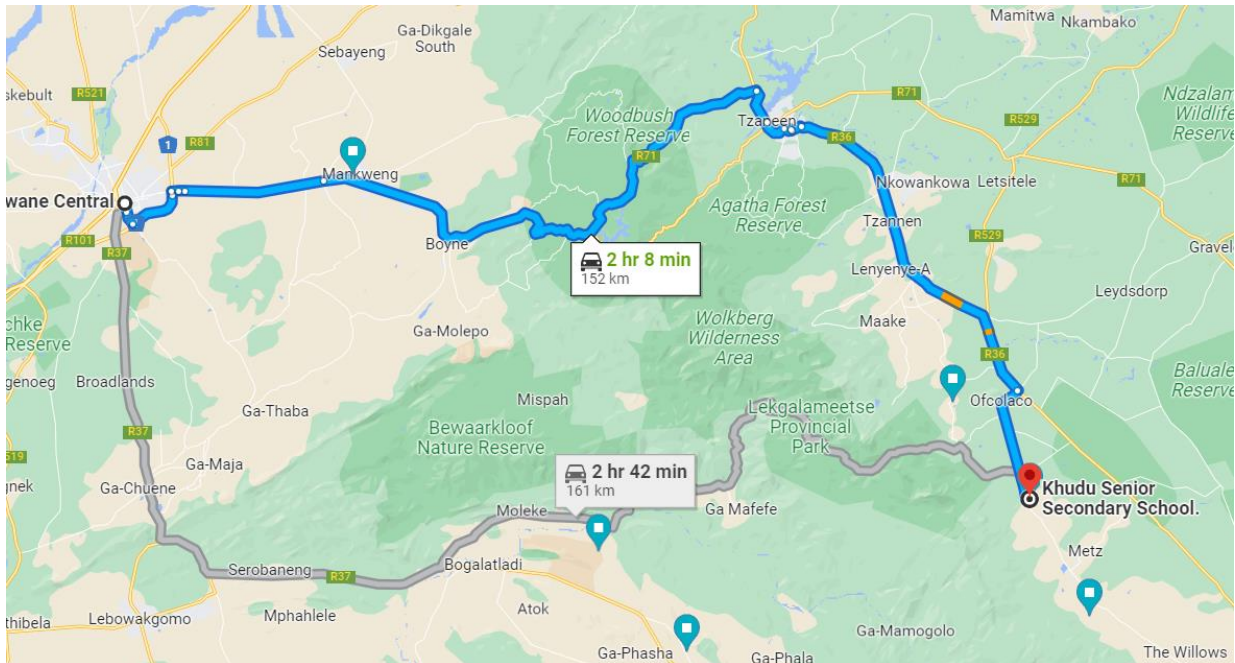 Mamitwa
Nkambako
Ga-Dikgale
South
Sebayeng
skebult
R521
R71
Ndzalam
Wildlife
Reserve
Woodbush
Forest Reserve
Tzaneen
R529
1
R81
R36
R71
Mankweng
Nkowankowa
Letsitele
R71
wane Central
Agatha Forest
Reserve
Tzannen
R529
R101
R37
Boyne
Gravel
2 hr 8 min
152 km
Lenyenye-A
Leydsdorp
Maake
chke
Reserve
Ga-Molepo
Wolkberg
Wilderness
Area
R36
Balule
Reserve
genoeg
Broadlands
Mispah
Ofcolaco
Ga-Thaba
Lekgalameetse
Provincial
Park
Bewaarkloof
Nature Reserve
R37
519
Ga-Maja
gnek
Ga-Chuene
2 hr 42 min
161 km
Khudu Senior
Secondary School.
Moleke
Ga Mafefe
Metz
Serobaneng
R37
Bogalatladi
Atok
Mphahlele
Lebowakgomo
thibela
Ga-Mamogolo
Ga-Phasha
Ga-Phala
The Willows